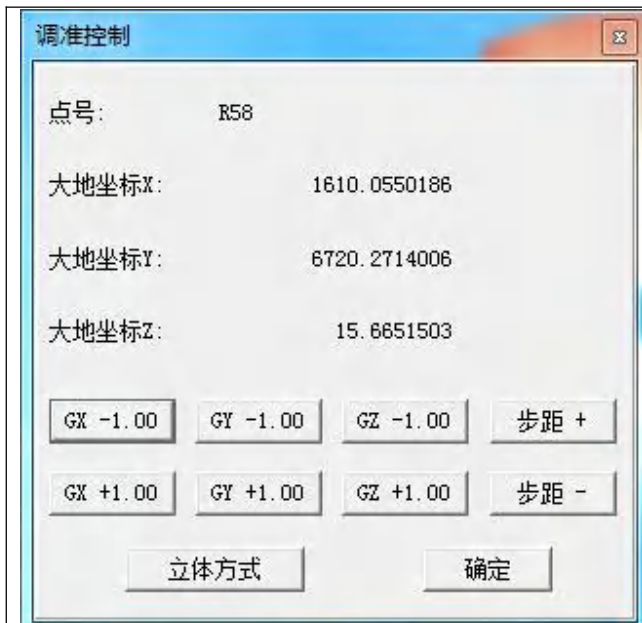 调准控制
点号: R58
大地坐标X: 1610.0550186
大地坐标Y: 6720.2714006
大地坐标Z: 15.6651503
GX -1.00 GY -1.00 GZ -1.00 步距 +
GX +1.00 GY +1.00 GZ +1.00 步距 -
立体方式 确定